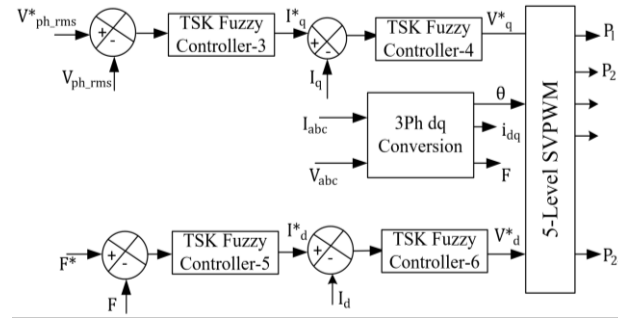 V*ph_rms
+
-
Vph_rms
TSK Fuzzy
Controller-3
I*q
+
-
Iq
TSK Fuzzy
Controller-4
V*q
Iabc
Vabc
3Ph dq
Conversion
θ
idq
F
5-Level SVPWM
P1
P2
P2
F*
+
-
F
TSK Fuzzy
Controller-5
I*d
+
-
Id
TSK Fuzzy
Controller-6
V*d